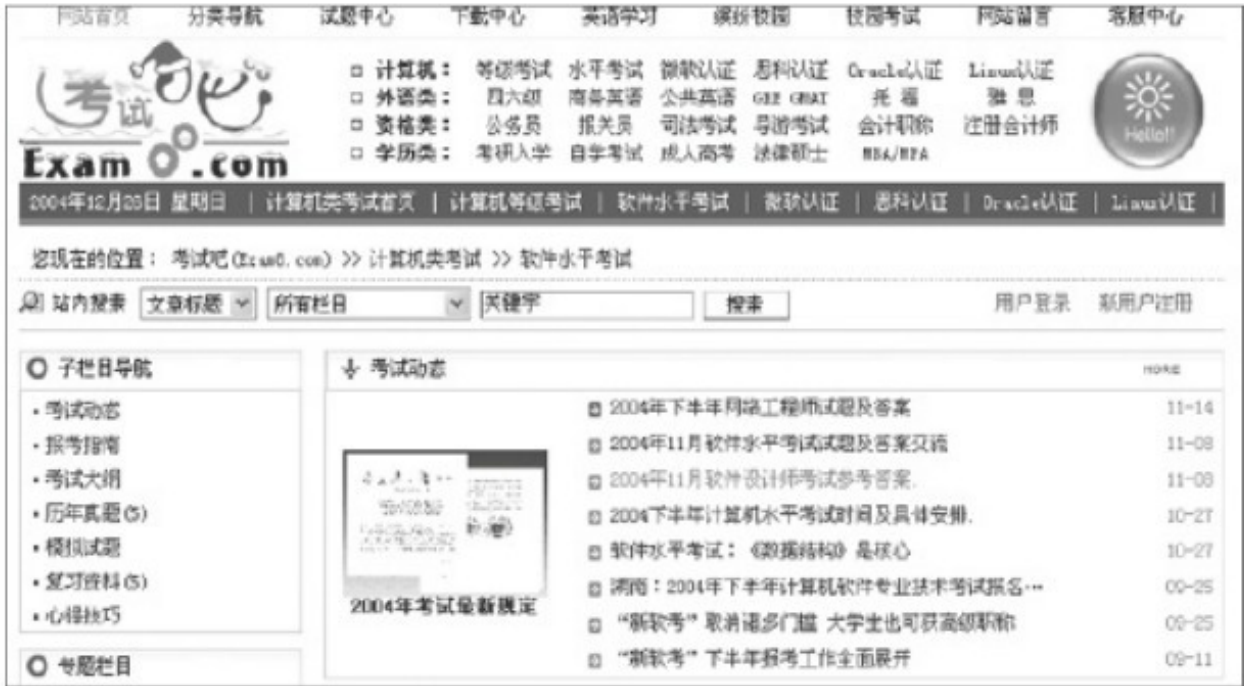 网站首页 分类导航 试题中心 下载中心 英语学习 缤纷校园 校园考试 网站留言 客服中心
考试吧
Exam8.com
计算机： 等级考试 水平考试 微软认证 思科认证 Oracle认证 Linux认证
外语类： 四六级 商务英语 公共英语 GRE GMAT 托福 雅思
资格类： 公务员 报关员 司法考试 导游考试 会计职称 注册会计师
学历类： 考研入学 自学考试 成人高考 法律硕士 MBA/MPA
Hello!!
2004年12月26日 星期日 | 计算机类考试首页 | 计算机等级考试 | 软件水平考试 | 微软认证 | 思科认证 | Oracle认证 | Linux认证 |
您现在的位置： 考试吧(Exam8.com) >> 计算机类考试 >> 软件水平考试
站内搜索 文章标题 所有栏目 关键字 搜索 用户登录 新用户注册
子栏目导航
· 考试动态
· 报考指南
· 考试大纲
· 历年真题(5)
· 模拟试题
· 复习资料(5)
· 心得技巧
专题栏目
考试动态 MORE
2004年考试最新规定
2004年下半年网络工程师试题及答案 11-14
2004年11月软件水平考试试题及答案交流 11-08
2004年11月软件设计师考试参考答案. 11-08
2004下半年计算机水平考试时间及具体安排. 10-27
软件水平考试：《数据结构》是核心 10-27
湖南：2004年下半年计算机软件专业技术考试报名… 09-25
“新软考”取消诸多门槛 大学生也可获高级职称 09-25
“新软考”下半年报考工作全面展开 09-11